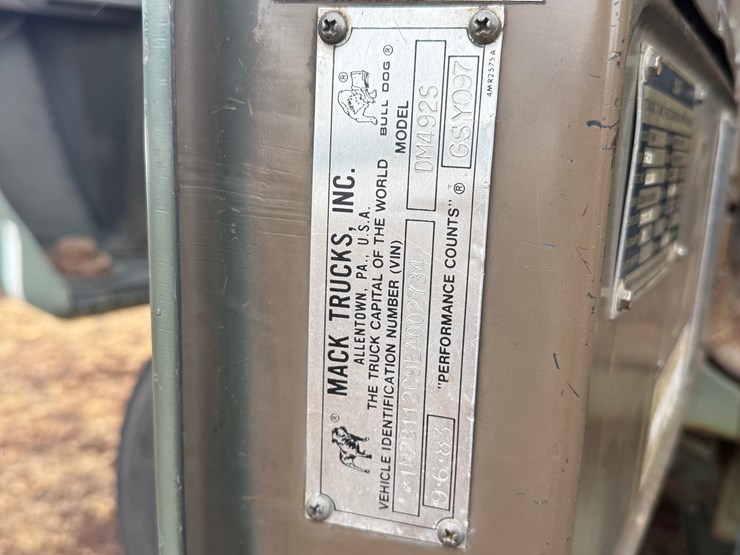 MACK TRUCKS, INC.
ALLENTOWN, PA., U.S.A.
THE TRUCK CAPITAL OF THE WORLD
BULL DOG ®
VEHICLE IDENTIFICATION NUMBER (VIN)
MODEL
DM492S
9·6·83
"PERFORMANCE COUNTS" ®
GSY097
4MR2575A